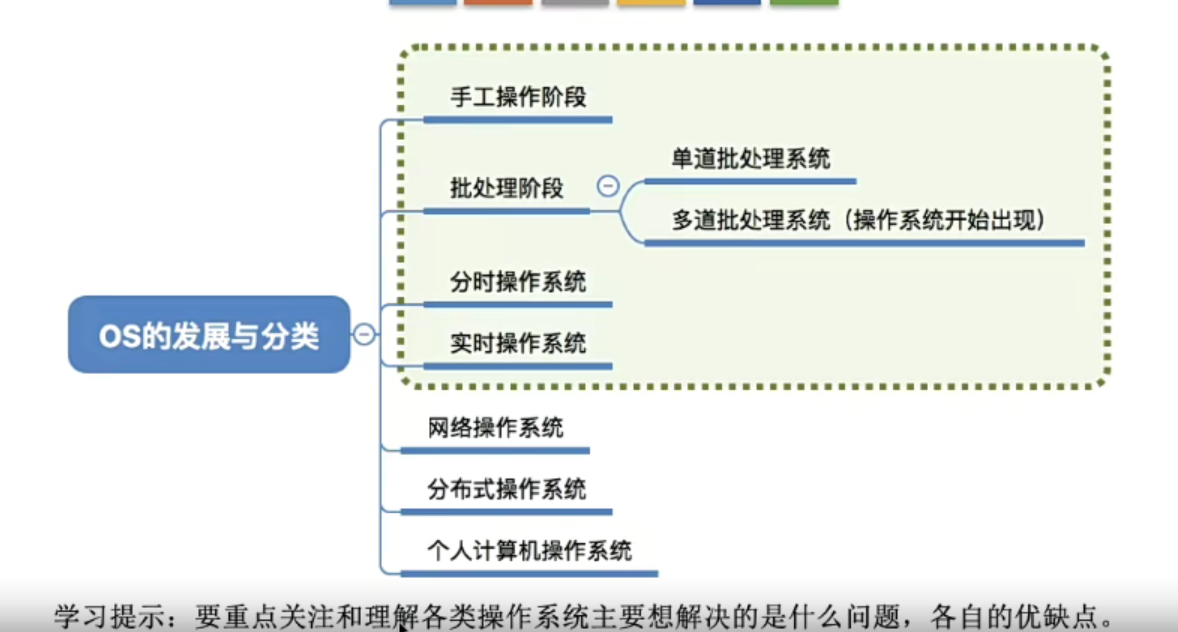 手工操作阶段
单道批处理系统
批处理阶段
多道批处理系统（操作系统开始出现）
分时操作系统
OS的发展与分类
实时操作系统
网络操作系统
分布式操作系统
个人计算机操作系统
学习提示：要重点关注和理解各类操作系统主要想解决的是什么问题，各自的优缺点。